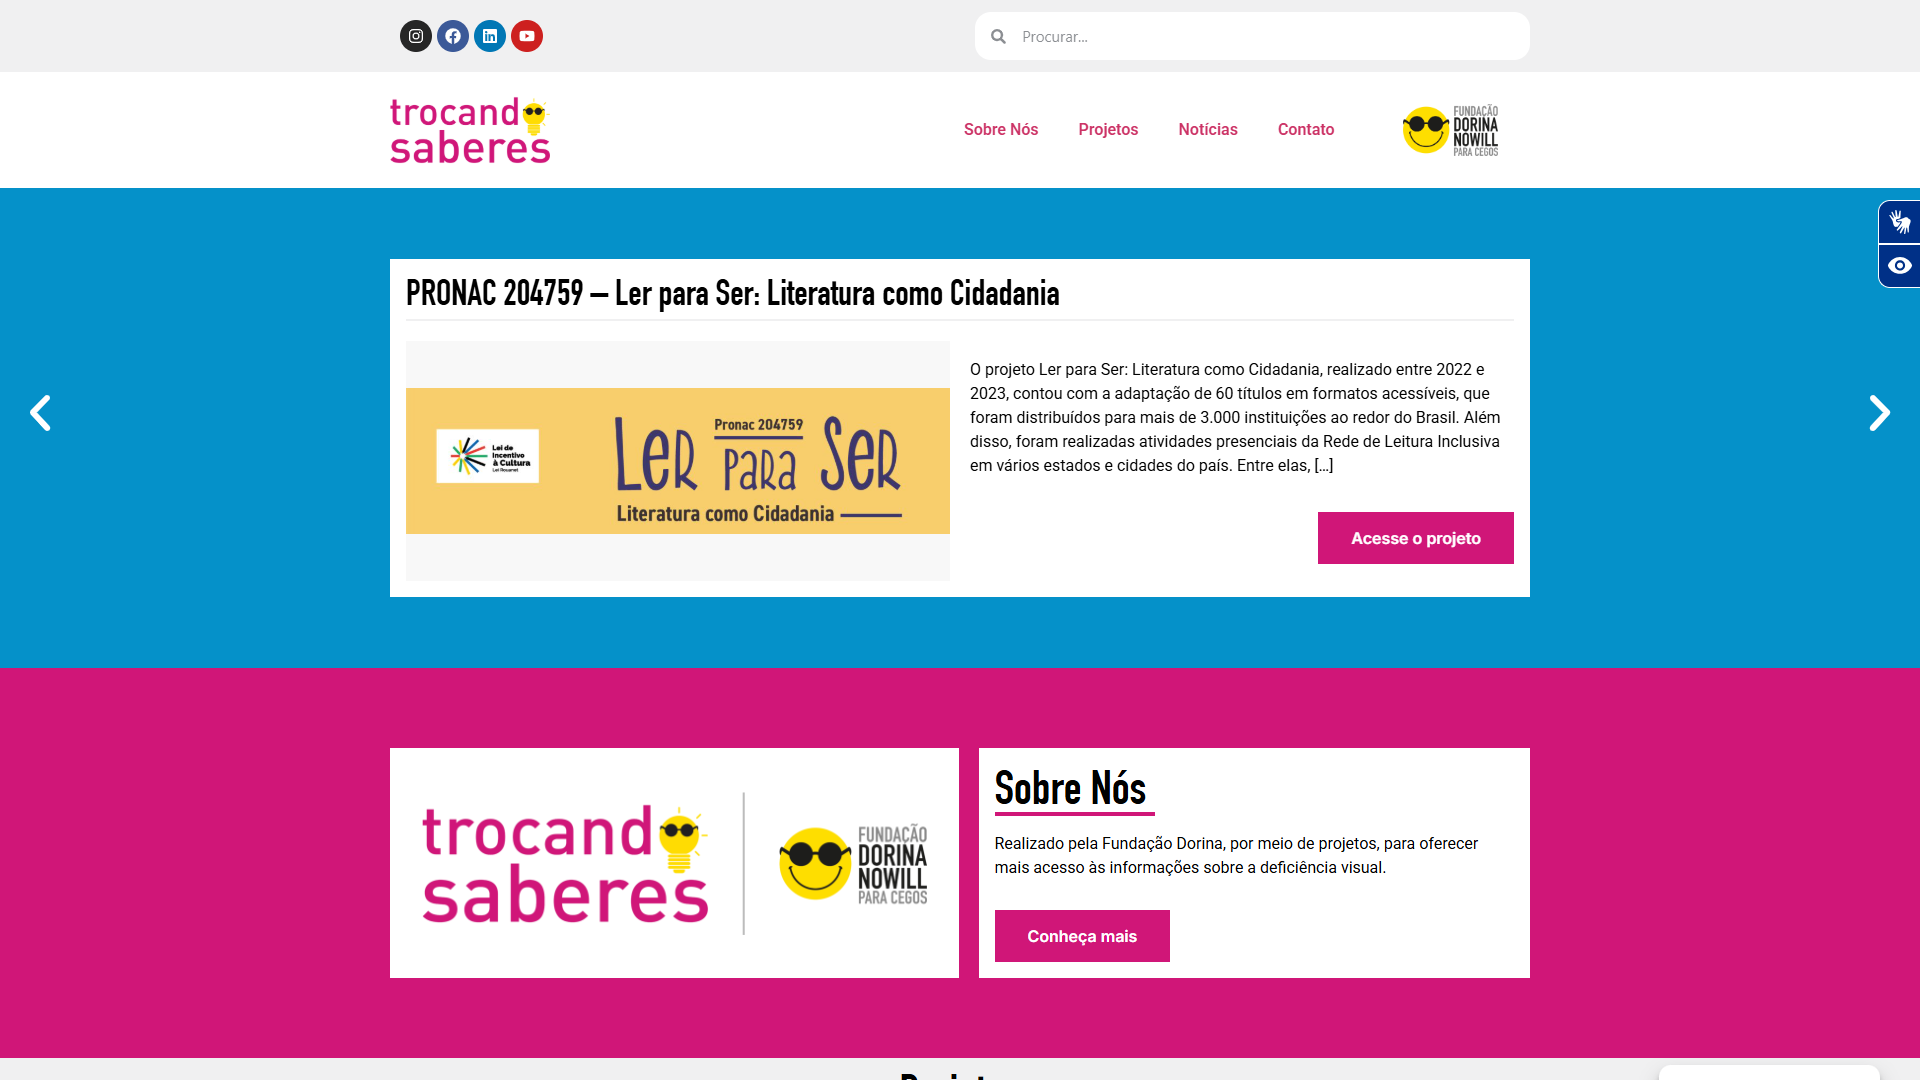 Procurar...
trocando
saberes
Sobre Nós
Projetos
Notícias
Contato
FUNDAÇÃO
DORINA
NOWILL
PARA CEGOS
PRONAC 204759 – Ler para Ser: Literatura como Cidadania
Lei de
Incentivo
à Cultura
Lei Rouanet
Pronac 204759
Ler para Ser
Literatura como Cidadania
O projeto Ler para Ser: Literatura como Cidadania, realizado entre 2022 e
2023, contou com a adaptação de 60 títulos em formatos acessíveis, que
foram distribuídos para mais de 3.000 instituições ao redor do Brasil. Além
disso, foram realizadas atividades presenciais da Rede de Leitura Inclusiva
em vários estados e cidades do país. Entre elas, […]
Acesse o projeto
trocando
saberes
FUNDAÇÃO
DORINA
NOWILL
PARA CEGOS
Sobre Nós
Realizado pela Fundação Dorina, por meio de projetos, para oferecer
mais acesso às informações sobre a deficiência visual.
Conheça mais